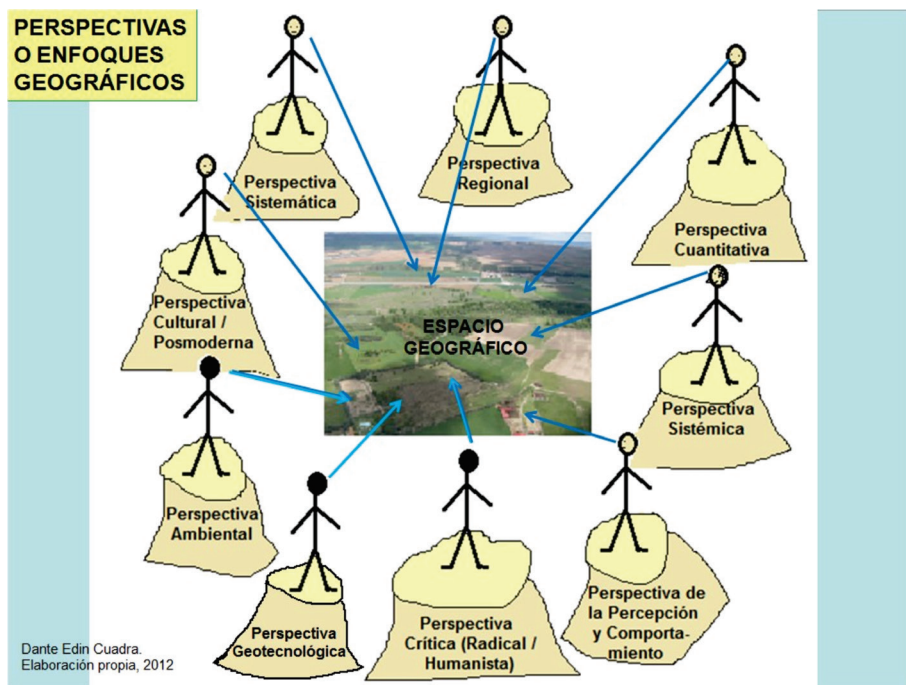 PERSPECTIVAS
O ENFOQUES
GEOGRÁFICOS
Perspectiva
Sistemática
Perspectiva
Regional
Perspectiva
Cuantitativa
Perspectiva
Cultural /
Posmoderna
ESPACIO
GEOGRÁFICO
Perspectiva
Sistémica
Perspectiva
Ambiental
Perspectiva
Geotecnológica
Perspectiva
Crítica (Radical /
Humanista)
Perspectiva de
la Percepción
y Comporta-
miento
Dante Edin Cuadra.
Elaboración propia, 2012